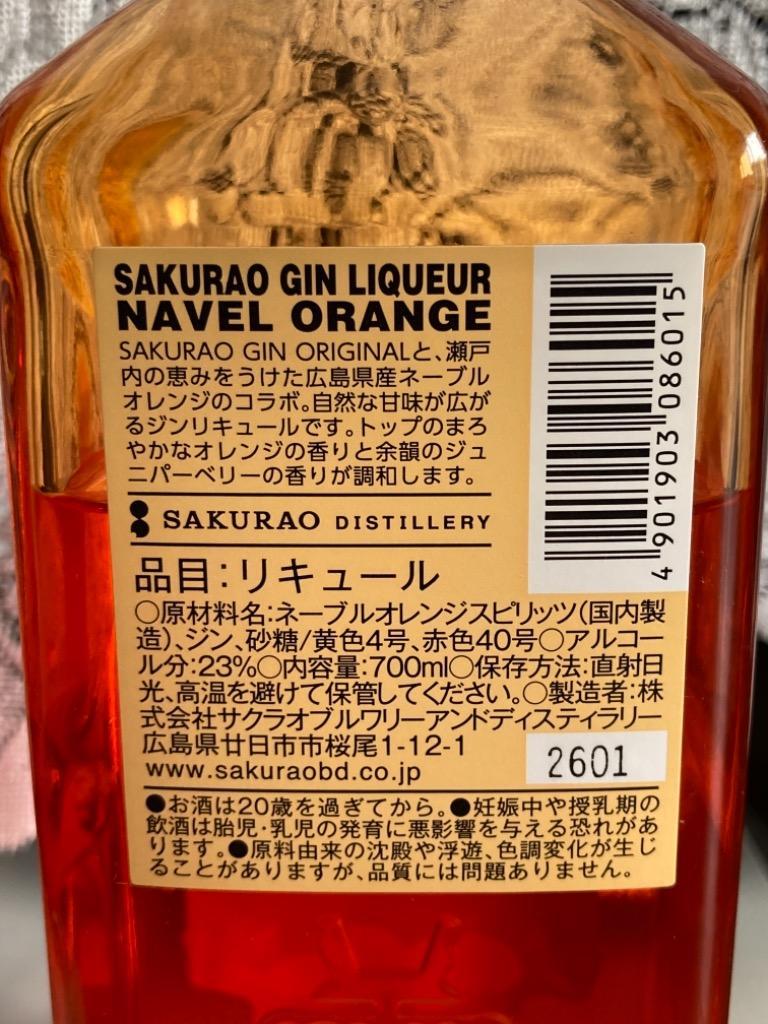 SAKURAO GIN LIQUEUR
NAVEL ORANGE
SAKURAO GIN ORIGINALと、瀬戸
内の恵みをうけた広島県産ネーブル
オレンジのコラボ。自然な甘味が広が
るジンリキュールです。トップのまろ
やかなオレンジの香りと余韻のジュ
ニパーベリーの香りが調和します。
SAKURAO DISTILLERY
4 901903 086015
品目:リキュール
○原材料名:ネーブルオレンジスピリッツ(国内製
造)、ジン、砂糖/黄色4号、赤色40号○アルコー
ル分:23%○内容量:700ml○保存方法:直射日
光、高温を避けて保管してください。○製造者:株
式会社サクラオブルワリーアンドディスティラリー
広島県廿日市市桜尾1-12-1
www.sakuraobd.co.jp
2601
●お酒は20歳を過ぎてから。●妊娠中や授乳期の
飲酒は胎児・乳児の発育に悪影響を与える恐れがあ
ります。●原料由来の沈殿や浮遊、色調変化が生じ
ることがありますが、品質には問題ありません。